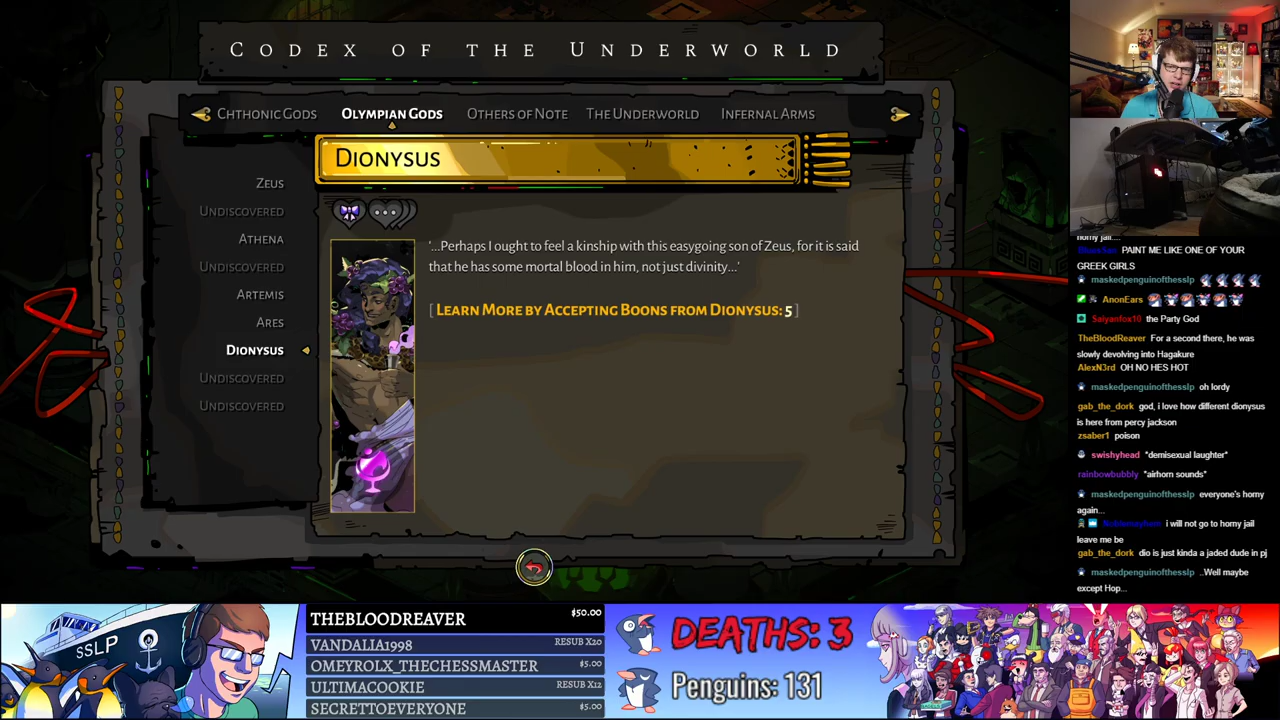 CODEX OF THE UNDERWORLD
CHTHONIC GODS OLYMPIAN GODS OTHERS OF NOTE THE UNDERWORLD INFERNAL ARMS
DIONYSUS
ZEUS
UNDISCOVERED
ATHENA
UNDISCOVERED
ARTEMIS
ARES
DIONYSUS
UNDISCOVERED
UNDISCOVERED
'...Perhaps I ought to feel a kinship with this easygoing son of Zeus, for it is said
that he has some mortal blood in him, not just divinity...'
[ LEARN MORE BY ACCEPTING BOONS FROM DIONYSUS: 5 ]
horny jail....
PAINT ME LIKE ONE OF YOUR
GREEK GIRLS
maskedpenguinofthesslp
AnonEars
Saiyanfox10 the Party God
TheBloodReaver For a second there, he was
slowly devolving into Hagakure
AlexN3rd OH NO HES HOT
maskedpenguinofthesslp oh lordy
gab_the_dork god, i love how different dionysus
is here from percy jackson
zsaber1 poison
swishyhead *demisexual laughter*
rainbowbubbly *airhorn sounds*
maskedpenguinofthesslp everyone's horny
again...
i will not go to horny jail
leave me be
gab_the_dork dio is just kinda a jaded dude in pj
maskedpenguinofthesslp ..Well maybe
except Hop...
SSLP
THEBLOODREAVER $50.00
VANDALIA1998 RESUB X20
OMEYROLX_THECHESSMASTER $5.00
ULTIMACOOKIE RESUB X12
SECRETTOEVERYONE $5.00
DEATHS: 3
Penguins: 131